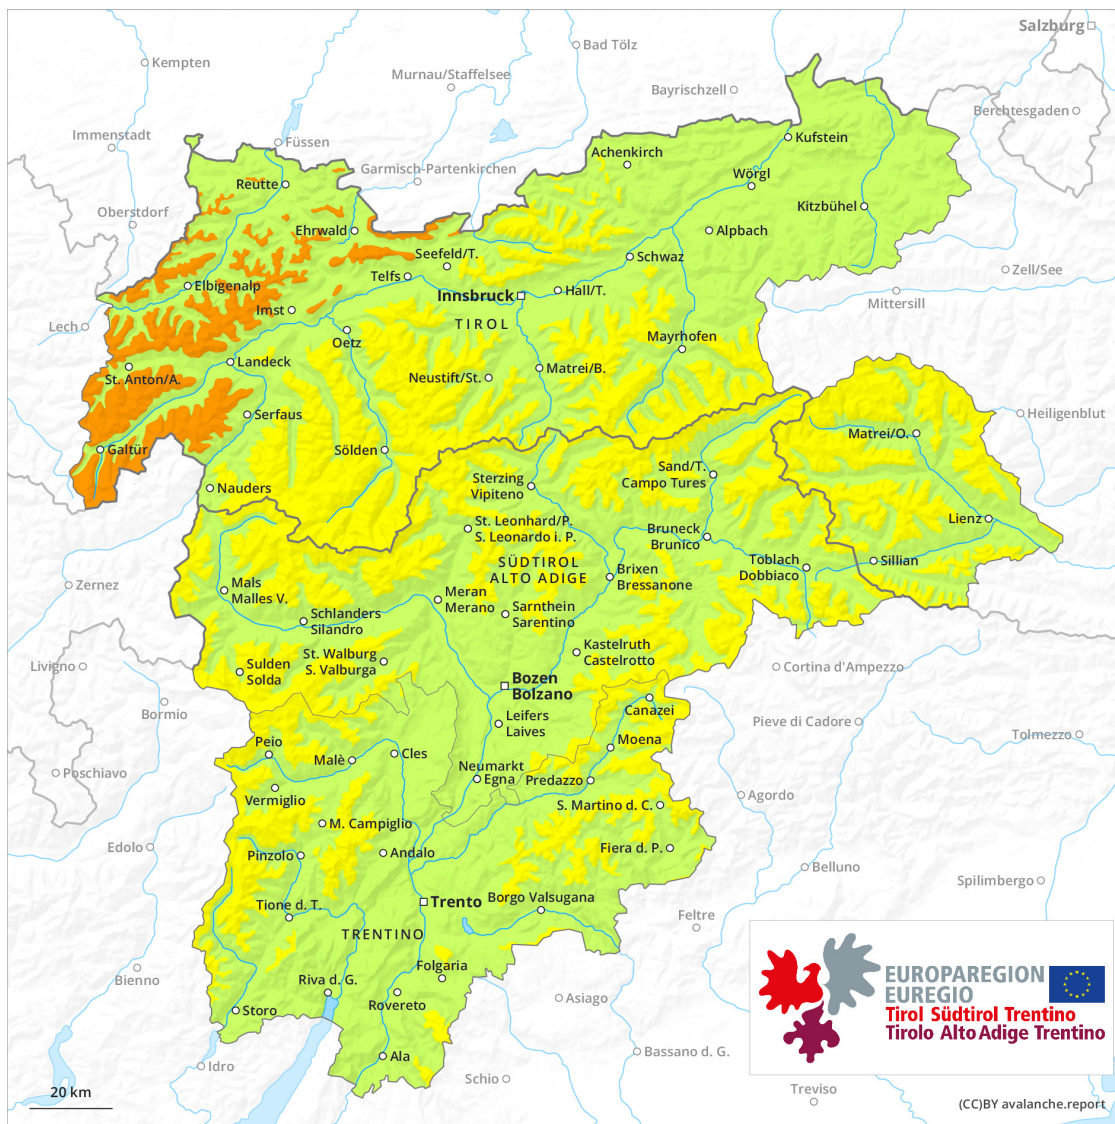 Salzburg
Bad Tölz
Kempten
Murnau/Staffelsee
Bayrischzell
Berchtesgaden
Immenstadt
Füssen
Kufstein
Achenkirch
Garmisch-Partenkirchen
Wörgl
Reutte
Kitzbühel
Oberstdorf
Ehrwald
Alpbach
Seefeld/T.
Schwaz
Telfs
Zell/See
Elbigenalp
Innsbruck
Hall/T.
Mittersill
Imst
TIROL
Lech
Oetz
Mayrhofen
Landeck
Matrei/B.
St. Anton/A.
Neustift/St.
Serfaus
Heiligenblut
Matrei/O.
Galtür
Sölden
Sand/T.
Campo Tures
Sterzing
Vipiteno
Nauders
Lienz
St. Leonhard/P.
S. Leonardo i. P.
Bruneck
Brunico
SÜDTIROL
ALTO ADIGE
Toblach
Dobbiaco
Sillian
Brixen
Bressanone
Zernez
Mals
Malles V.
Meran
Merano
Schlanders
Silandro
Sarnthein
Sarentino
Kastelruth
Castelrotto
St. Walburg
S. Valburga
Livigno
Sulden
Solda
Cortina d'Ampezzo
Bozen
Bolzano
Bormio
Canazei
Leifers
Laives
Pieve di Cadore
Tolmezzo
Peio
Moena
Cles
Malè
Poschiavo
Neumarkt
Egna
Predazzo
Vermiglio
Agordo
S. Martino d. C.
M. Campiglio
Edolo
Fiera d. P.
Pinzolo
Andalo
Belluno
Spilimbergo
Borgo Valsugana
Trento
Tione d. T.
Feltre
TRENTINO
Folgaria
Bienno
Riva d. G.
Rovereto
Asiago
Storo
EUROPAREGION
EUREGIO
Tirol Südtirol Trentino
Tirolo Alto Adige Trentino
Ala
Bassano d. G.
Idro
Schio
Treviso
20 km
(CC)BY avalanche.report